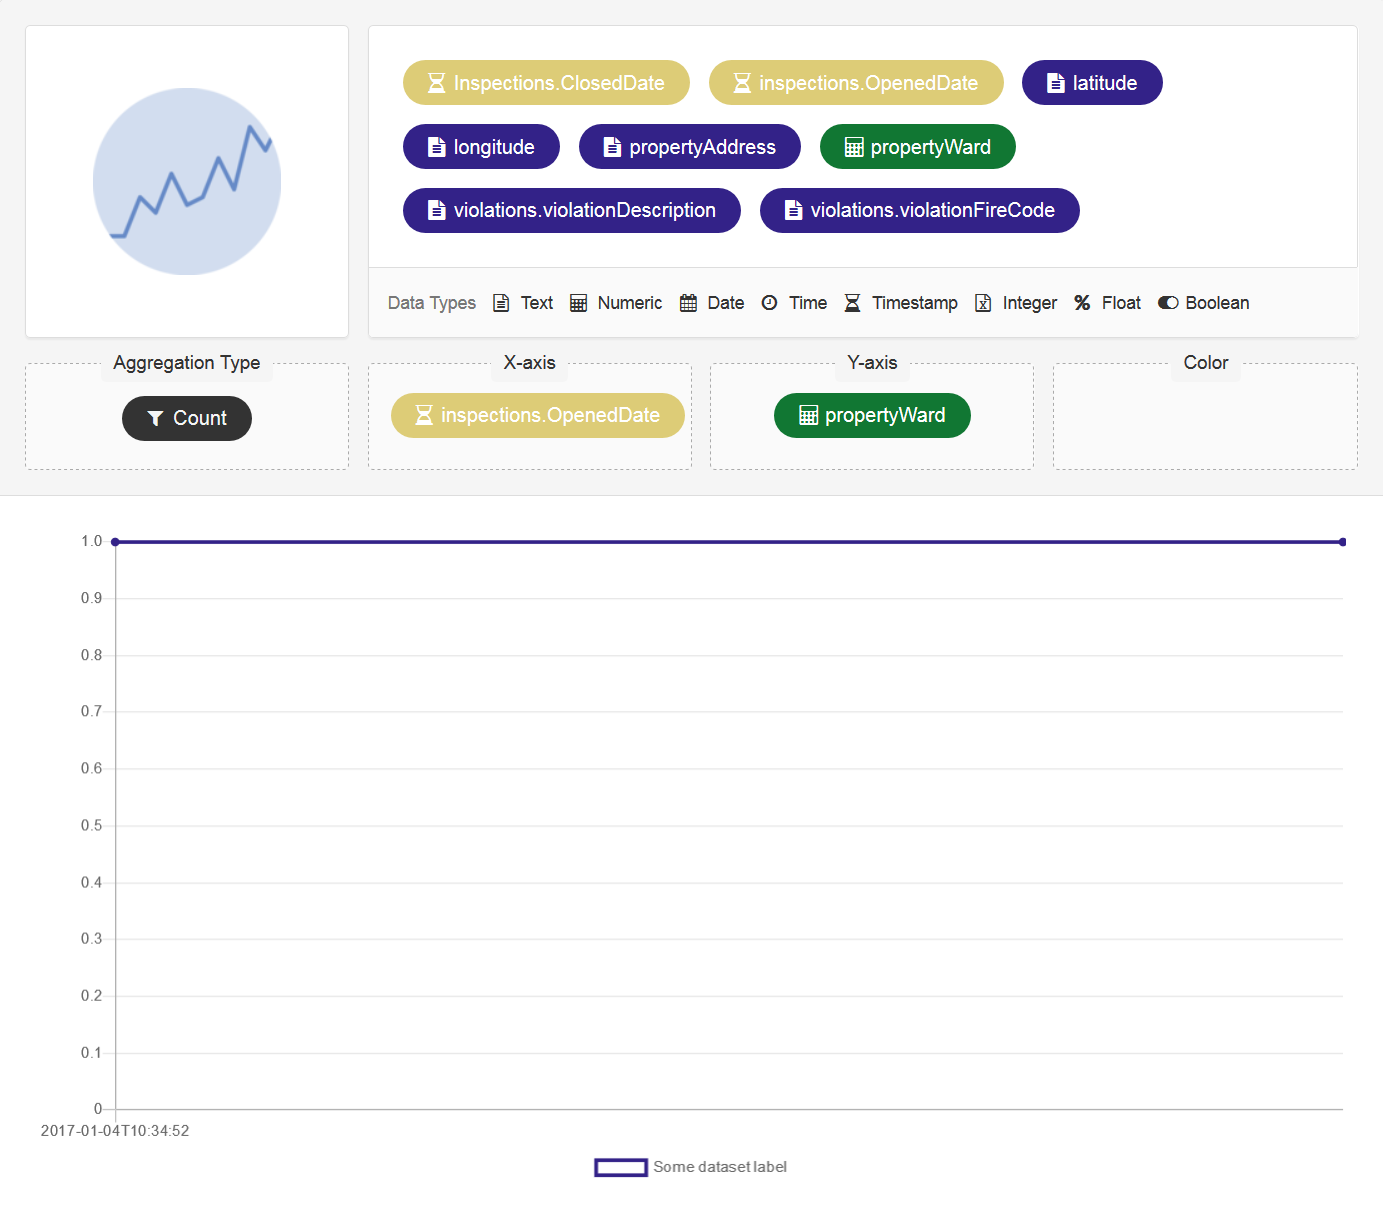 Inspections.ClosedDate inspections.OpenedDate latitude
longitude propertyAddress propertyWard
violations.violationDescription violations.violationFireCode
Data Types Text Numeric Date Time Timestamp Integer Float Boolean
Aggregation Type X-axis Y-axis Color
Count inspections.OpenedDate propertyWard
1.0
0.9
0.8
0.7
0.6
0.5
0.4
0.3
0.2
0.1
0
2017-01-04T10:34:52
Some dataset label